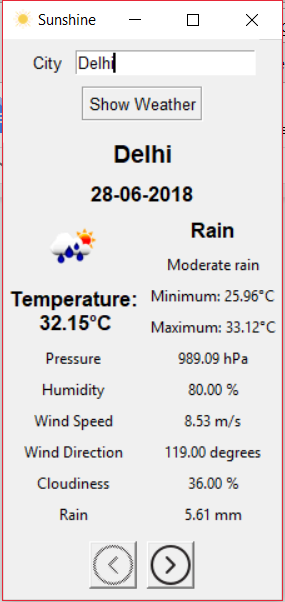 Sunshine
City Delhi
Show Weather
Delhi
28-06-2018
Rain
Moderate rain
Temperature:
32.15°C
Minimum: 25.96°C
Maximum: 33.12°C
Pressure 989.09 hPa
Humidity 80.00 %
Wind Speed 8.53 m/s
Wind Direction 119.00 degrees
Cloudiness 36.00 %
Rain 5.61 mm